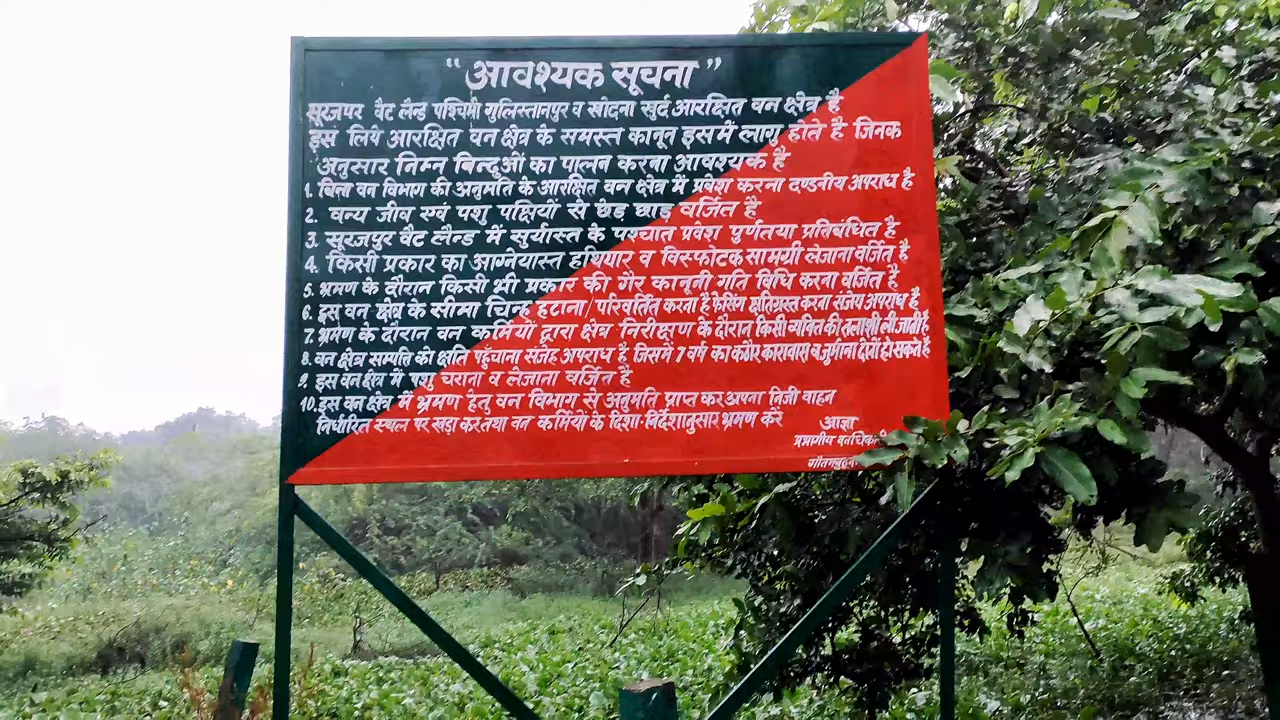 “आवश्यक सूचना”
सूरजपुर वैट लैन्ड पश्चिमी गुलिस्तानपुर व खोदना खुर्द आरक्षित वन क्षेत्र है
इस लिये आरक्षित वन क्षेत्र के समस्त कानून इसमें लागु होते है जिनक
अनुसार निम्न बिन्दुओं का पालन करना आवश्यक है
1. बिना वन विभाग की अनुमति के आरक्षित वन क्षेत्र में प्रवेश करना दण्डनीय अपराध है
2. वन्य जीव एवं पशु पक्षियों से छेड़ छाड़ वर्जित है
3. सूरजपुर वैट लैन्ड में सुर्यास्त के पश्चात प्रवेश पुर्णतया प्रतिबंधित है
4. किसी प्रकार का आग्नेयास्त हथियार व विस्फोटक सामग्री लेजाना वर्जित है
5. भ्रमण के दौरान किसी भी प्रकार की गैर कानूनी गति बिधि करना वर्जित है
6. इस वन क्षेत्र के सीमा चिन्ह हटाना/परिवर्तित करना है फेसिंग क्षतिग्रस्त करना संजेय अपराध है
7. भ्रमण के दौरान वन कर्मियो द्वारा क्षेत्र निरीक्षण के दौरान किसी व्यक्ति की तलाशी ली जाती है
8. वन क्षेत्र सम्पति को क्षति पहुँचाना संजेह अपराध है जिसमे 7 वर्ष का कठोर कारावास व जुर्माना दोनों हो सकते है
9. इस वन क्षेत्र में पशु चराना व लेजाना वर्जित है
10. इस वन क्षेत्र में भ्रमण हेतु वन विभाग से अनुमति प्राप्त कर अपना निजी वाहन
निर्धारित स्थल पर खड़ा कर तथा वन कर्मियों के दिशा-निर्देशानुसार भ्रमण करें
आज्ञा